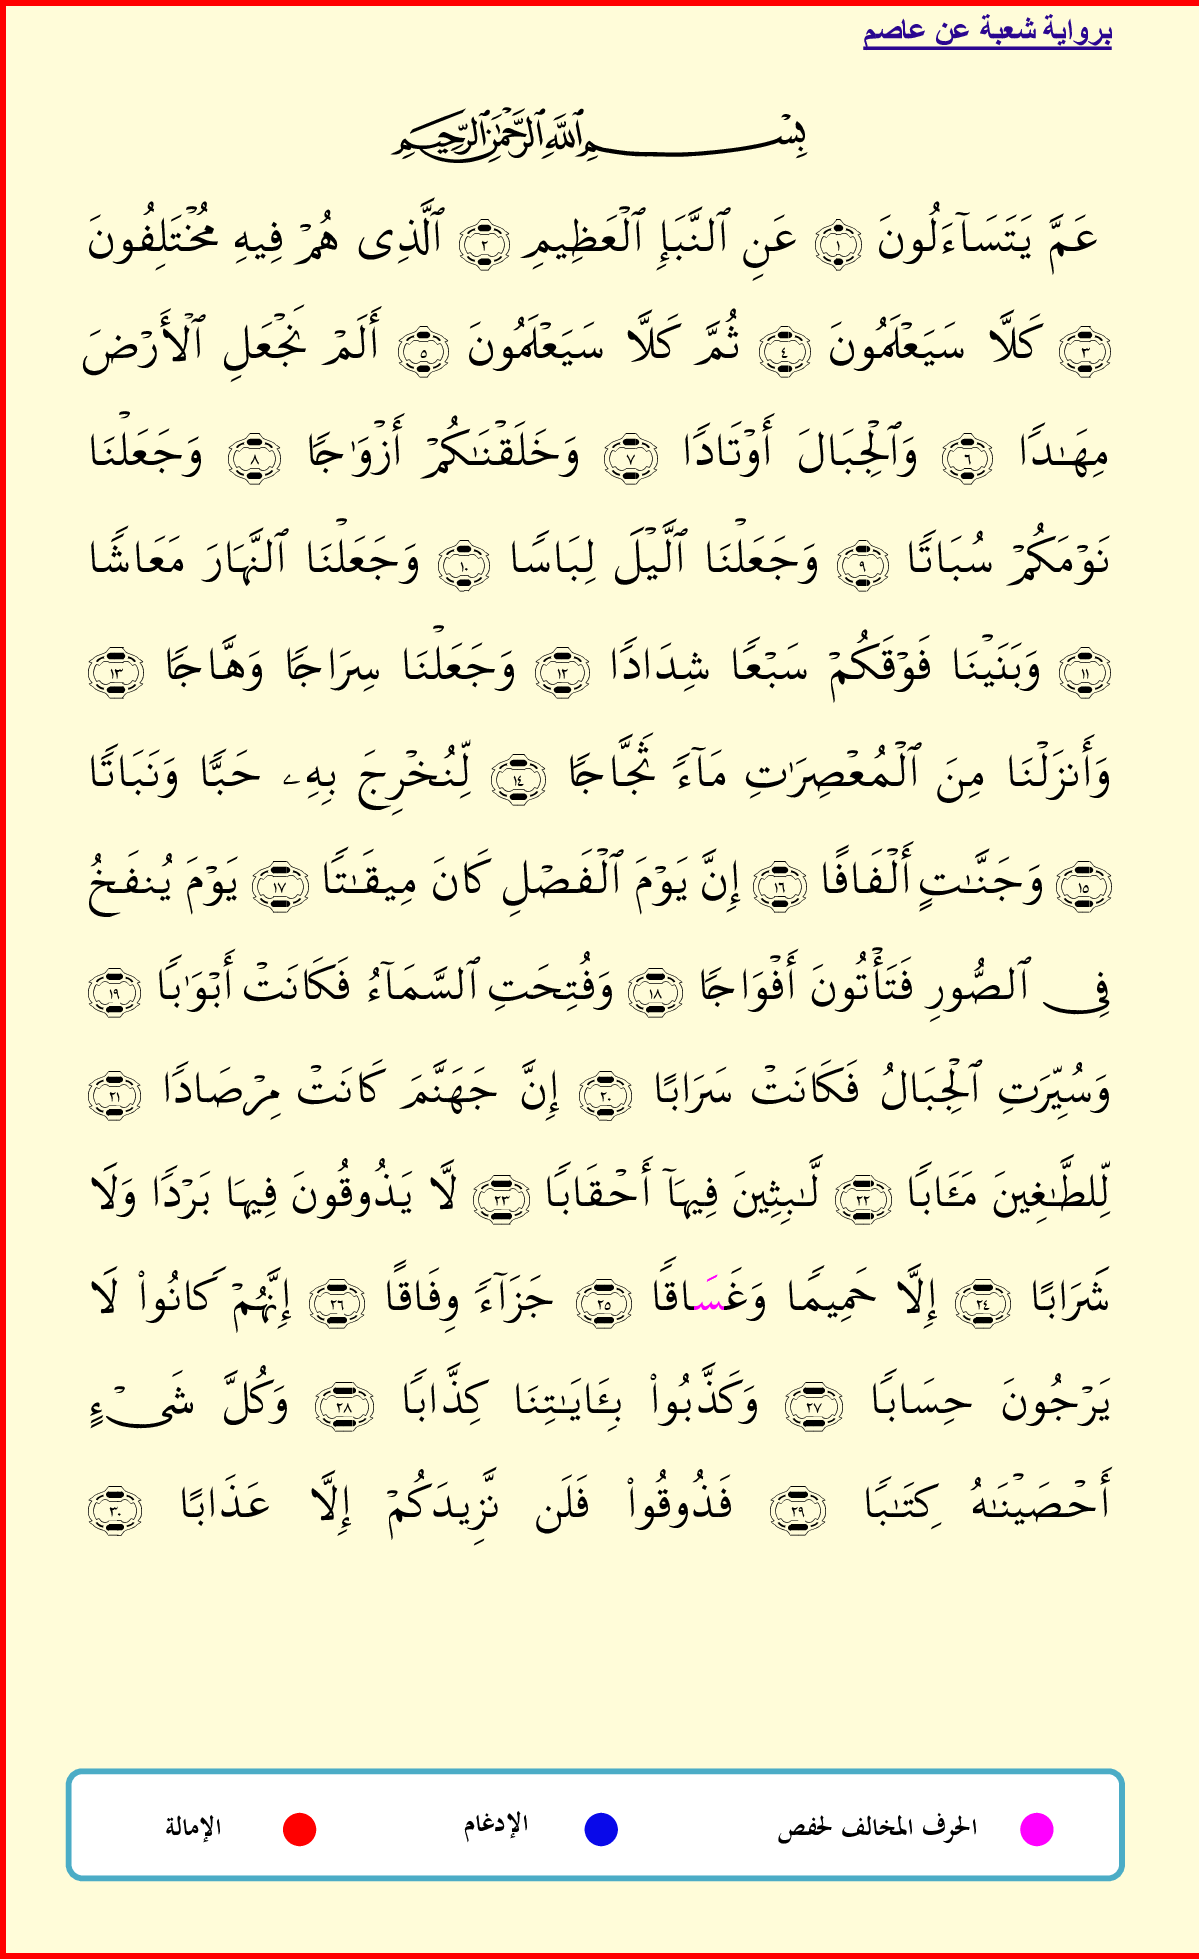 برواية شعبة عن عاصم
بِسْمِ ٱللَّهِ ٱلرَّحْمَٰنِ ٱلرَّحِيمِ
عَمَّ يَتَسَآءَلُونَ ١ عَنِ ٱلنَّبَإِ ٱلْعَظِيمِ ٢ ٱلَّذِى هُمْ فِيهِ مُخْتَلِفُونَ
٣ كَلَّا سَيَعْلَمُونَ ٤ ثُمَّ كَلَّا سَيَعْلَمُونَ ٥ أَلَمْ نَجْعَلِ ٱلْأَرْضَ
مِهَٰدًا ٦ وَٱلْجِبَالَ أَوْتَادًا ٧ وَخَلَقْنَٰكُمْ أَزْوَٰجًا ٨ وَجَعَلْنَا
نَوْمَكُمْ سُبَاتًا ٩ وَجَعَلْنَا ٱلَّيْلَ لِبَاسًا ١٠ وَجَعَلْنَا ٱلنَّهَارَ مَعَاشًا
١١ وَبَنَيْنَا فَوْقَكُمْ سَبْعًا شِدَادًا ١٢ وَجَعَلْنَا سِرَاجًا وَهَّاجًا ١٣
وَأَنزَلْنَا مِنَ ٱلْمُعْصِرَٰتِ مَآءً ثَجَّاجًا ١٤ لِّنُخْرِجَ بِهِۦ حَبًّا وَنَبَاتًا
١٥ وَجَنَّٰتٍ أَلْفَافًا ١٦ إِنَّ يَوْمَ ٱلْفَصْلِ كَانَ مِيقَٰتًا ١٧ يَوْمَ يُنفَخُ
فِى ٱلصُّورِ فَتَأْتُونَ أَفْوَاجًا ١٨ وَفُتِحَتِ ٱلسَّمَآءُ فَكَانَتْ أَبْوَٰبًا ١٩
وَسُيِّرَتِ ٱلْجِبَالُ فَكَانَتْ سَرَابًا ٢٠ إِنَّ جَهَنَّمَ كَانَتْ مِرْصَادًا ٢١
لِّلطَّٰغِينَ مَـَٔابًا ٢٢ لَّٰبِثِينَ فِيهَآ أَحْقَابًا ٢٣ لَّا يَذُوقُونَ فِيهَا بَرْدًا وَلَا
شَرَابًا ٢٤ إِلَّا حَمِيمًا وَغَسَاقًا ٢٥ جَزَآءً وِفَاقًا ٢٦ إِنَّهُمْ كَانُوا۟ لَا
يَرْجُونَ حِسَابًا ٢٧ وَكَذَّبُوا۟ بِـَٔايَٰتِنَا كِذَّابًا ٢٨ وَكُلَّ شَىْءٍ
أَحْصَيْنَٰهُ كِتَٰبًا ٢٩ فَذُوقُوا۟ فَلَن نَّزِيدَكُمْ إِلَّا عَذَابًا ٣٠
الحرف المخالف لحفص الإدغام الإمالة